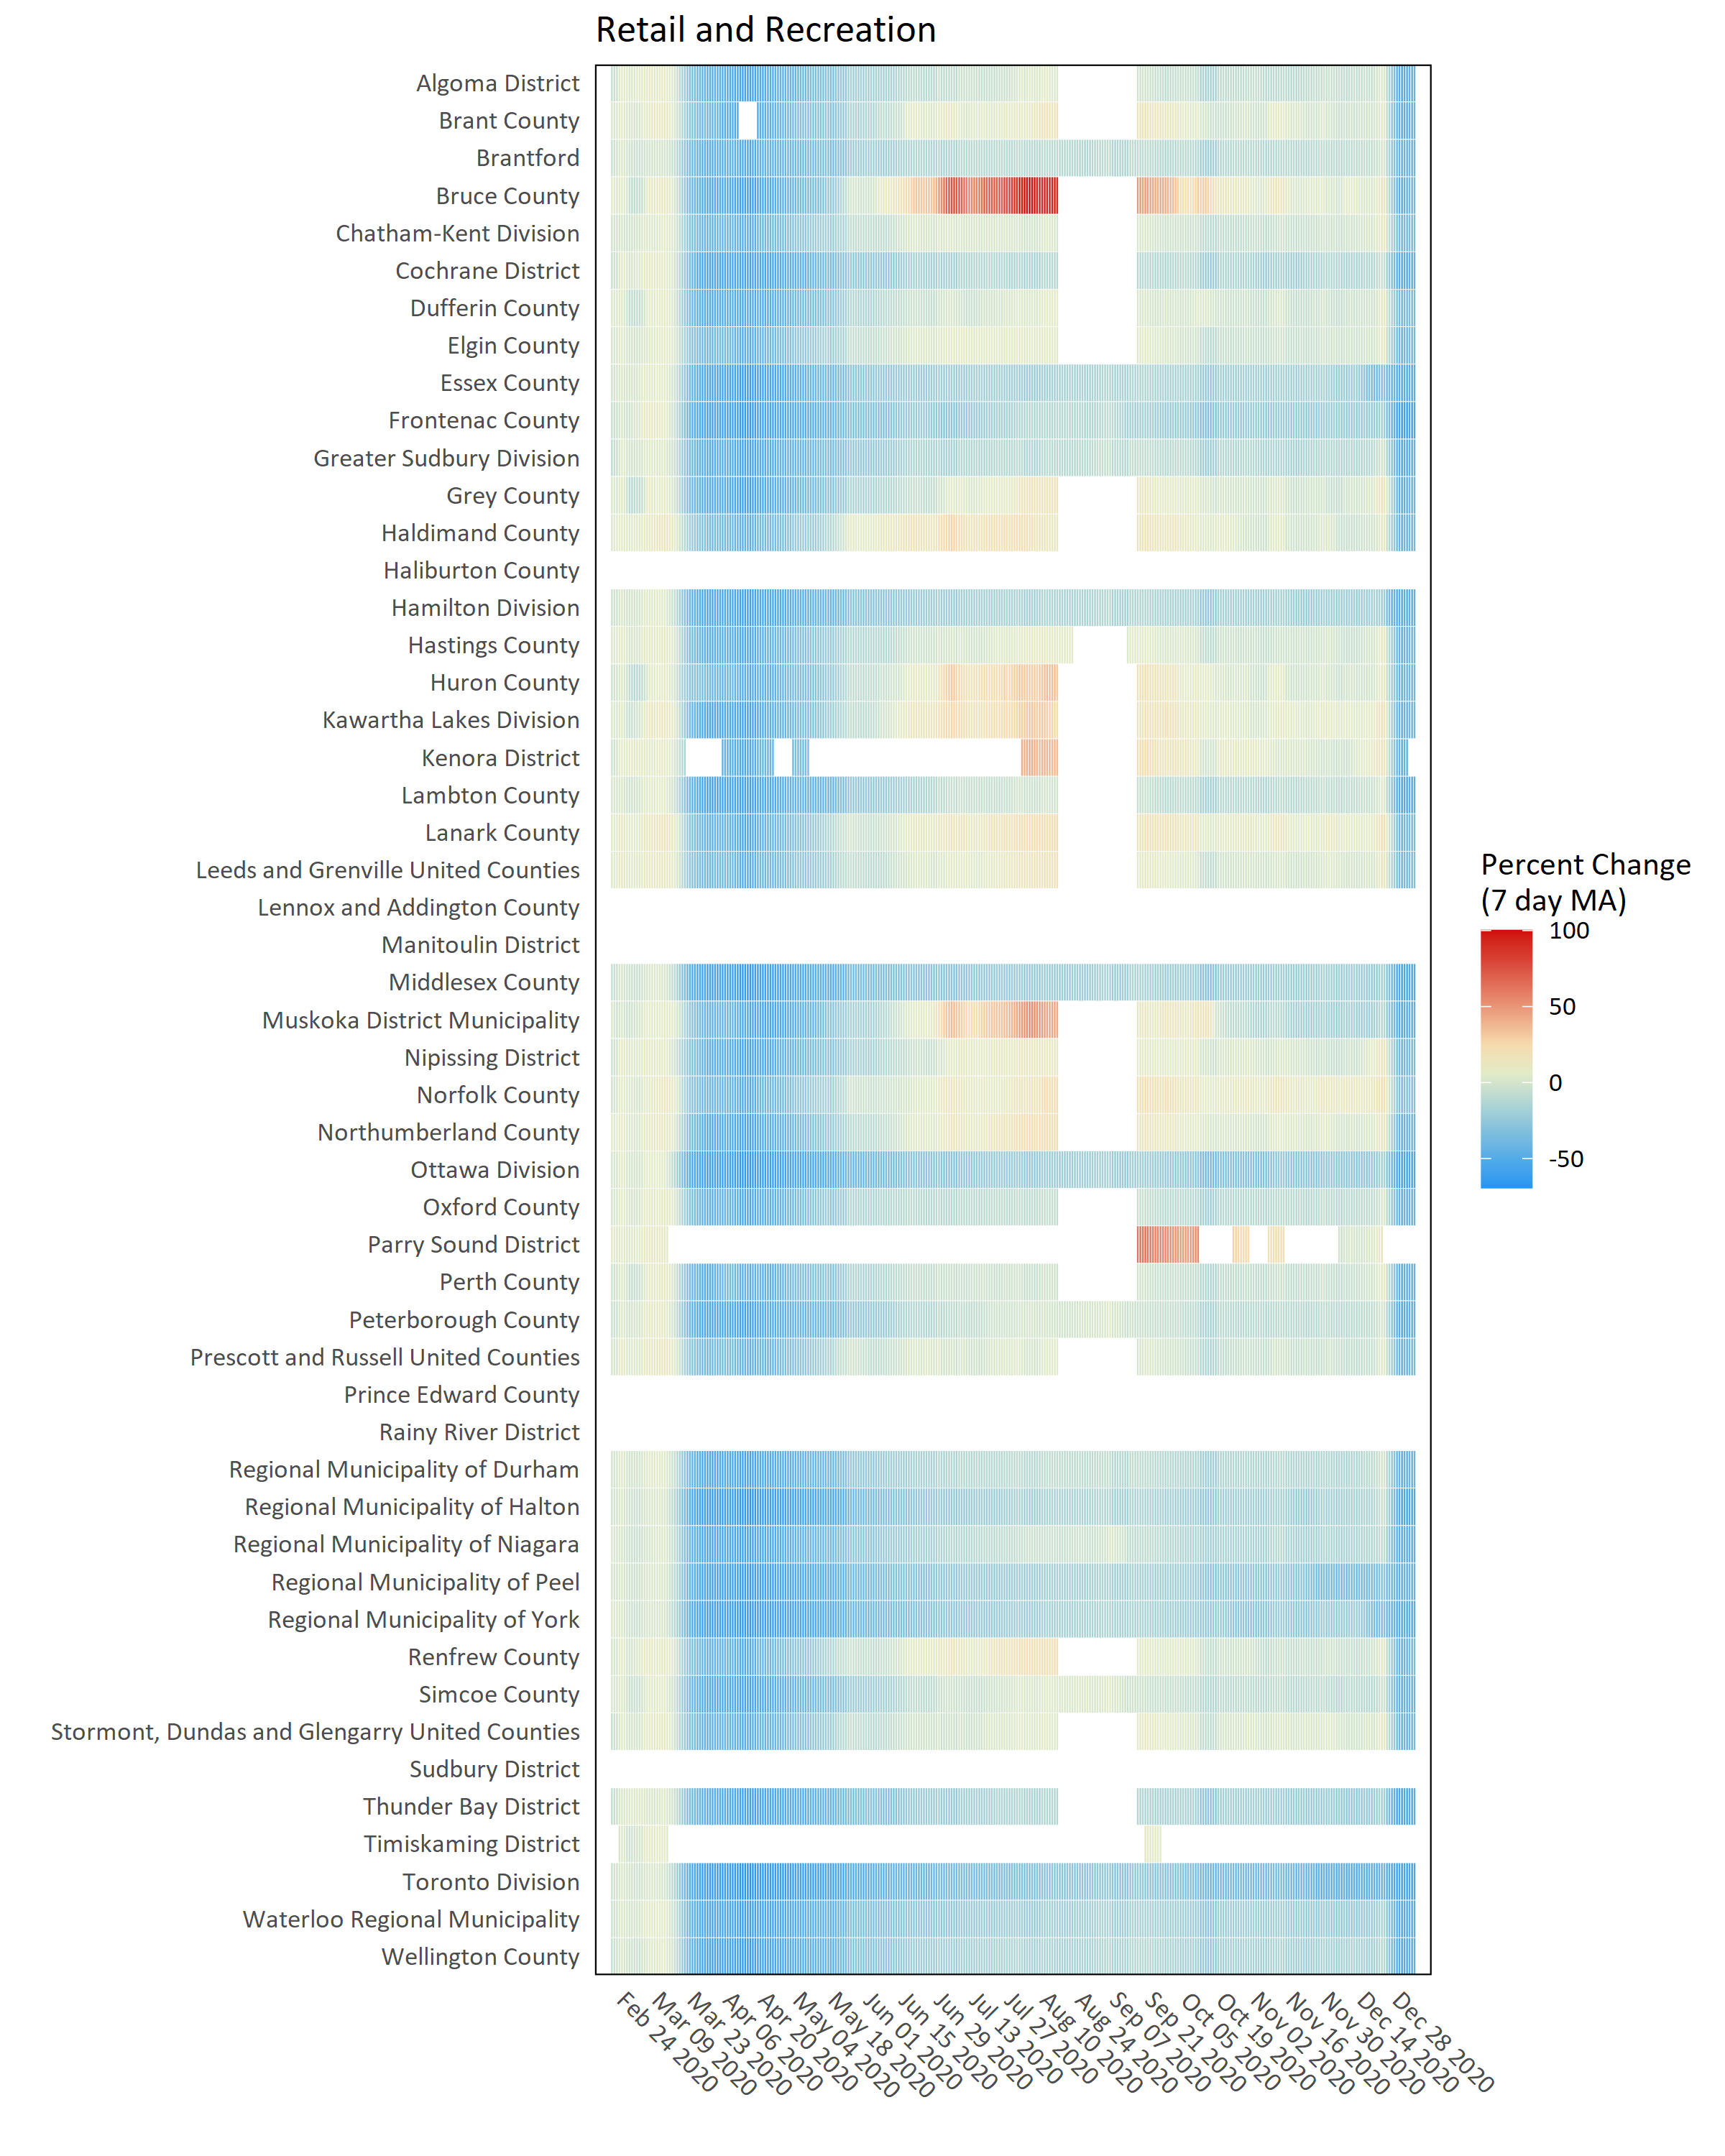 Retail and Recreation
Algoma District
Brant County
Brantford
Bruce County
Chatham-Kent Division
Cochrane District
Dufferin County
Elgin County
Essex County
Frontenac County
Greater Sudbury Division
Grey County
Haldimand County
Haliburton County
Hamilton Division
Hastings County
Huron County
Kawartha Lakes Division
Kenora District
Lambton County
Lanark County
Leeds and Grenville United Counties
Lennox and Addington County
Manitoulin District
Middlesex County
Muskoka District Municipality
Nipissing District
Norfolk County
Northumberland County
Ottawa Division
Oxford County
Parry Sound District
Perth County
Peterborough County
Prescott and Russell United Counties
Prince Edward County
Rainy River District
Regional Municipality of Durham
Regional Municipality of Halton
Regional Municipality of Niagara
Regional Municipality of Peel
Regional Municipality of York
Renfrew County
Simcoe County
Stormont, Dundas and Glengarry United Counties
Sudbury District
Thunder Bay District
Timiskaming District
Toronto Division
Waterloo Regional Municipality
Wellington County
Feb 24 2020
Mar 09 2020
Mar 23 2020
Apr 06 2020
Apr 20 2020
May 04 2020
May 18 2020
Jun 01 2020
Jun 15 2020
Jun 29 2020
Jul 13 2020
Jul 27 2020
Aug 10 2020
Aug 24 2020
Sep 07 2020
Sep 21 2020
Oct 05 2020
Oct 19 2020
Nov 02 2020
Nov 16 2020
Nov 30 2020
Dec 14 2020
Dec 28 2020
Percent Change
(7 day MA)
100
50
0
-50